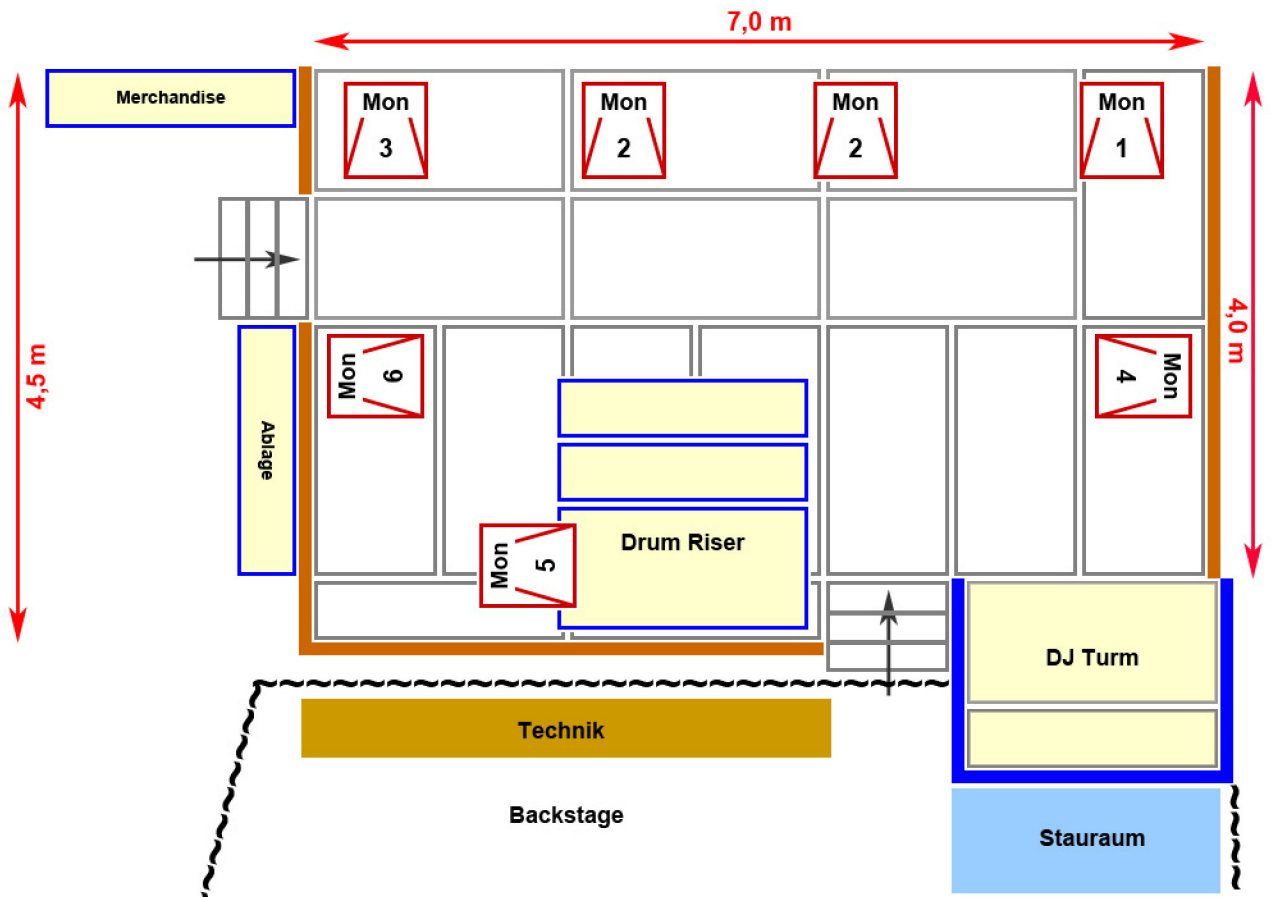 7,0 m
Merchandise
Mon
3
Mon
2
Mon
2
Mon
1
4,5 m
4,0 m
Mon
6
Mon
4
Ablage
Mon
5
Drum Riser
DJ Turm
Technik
Backstage
Stauraum